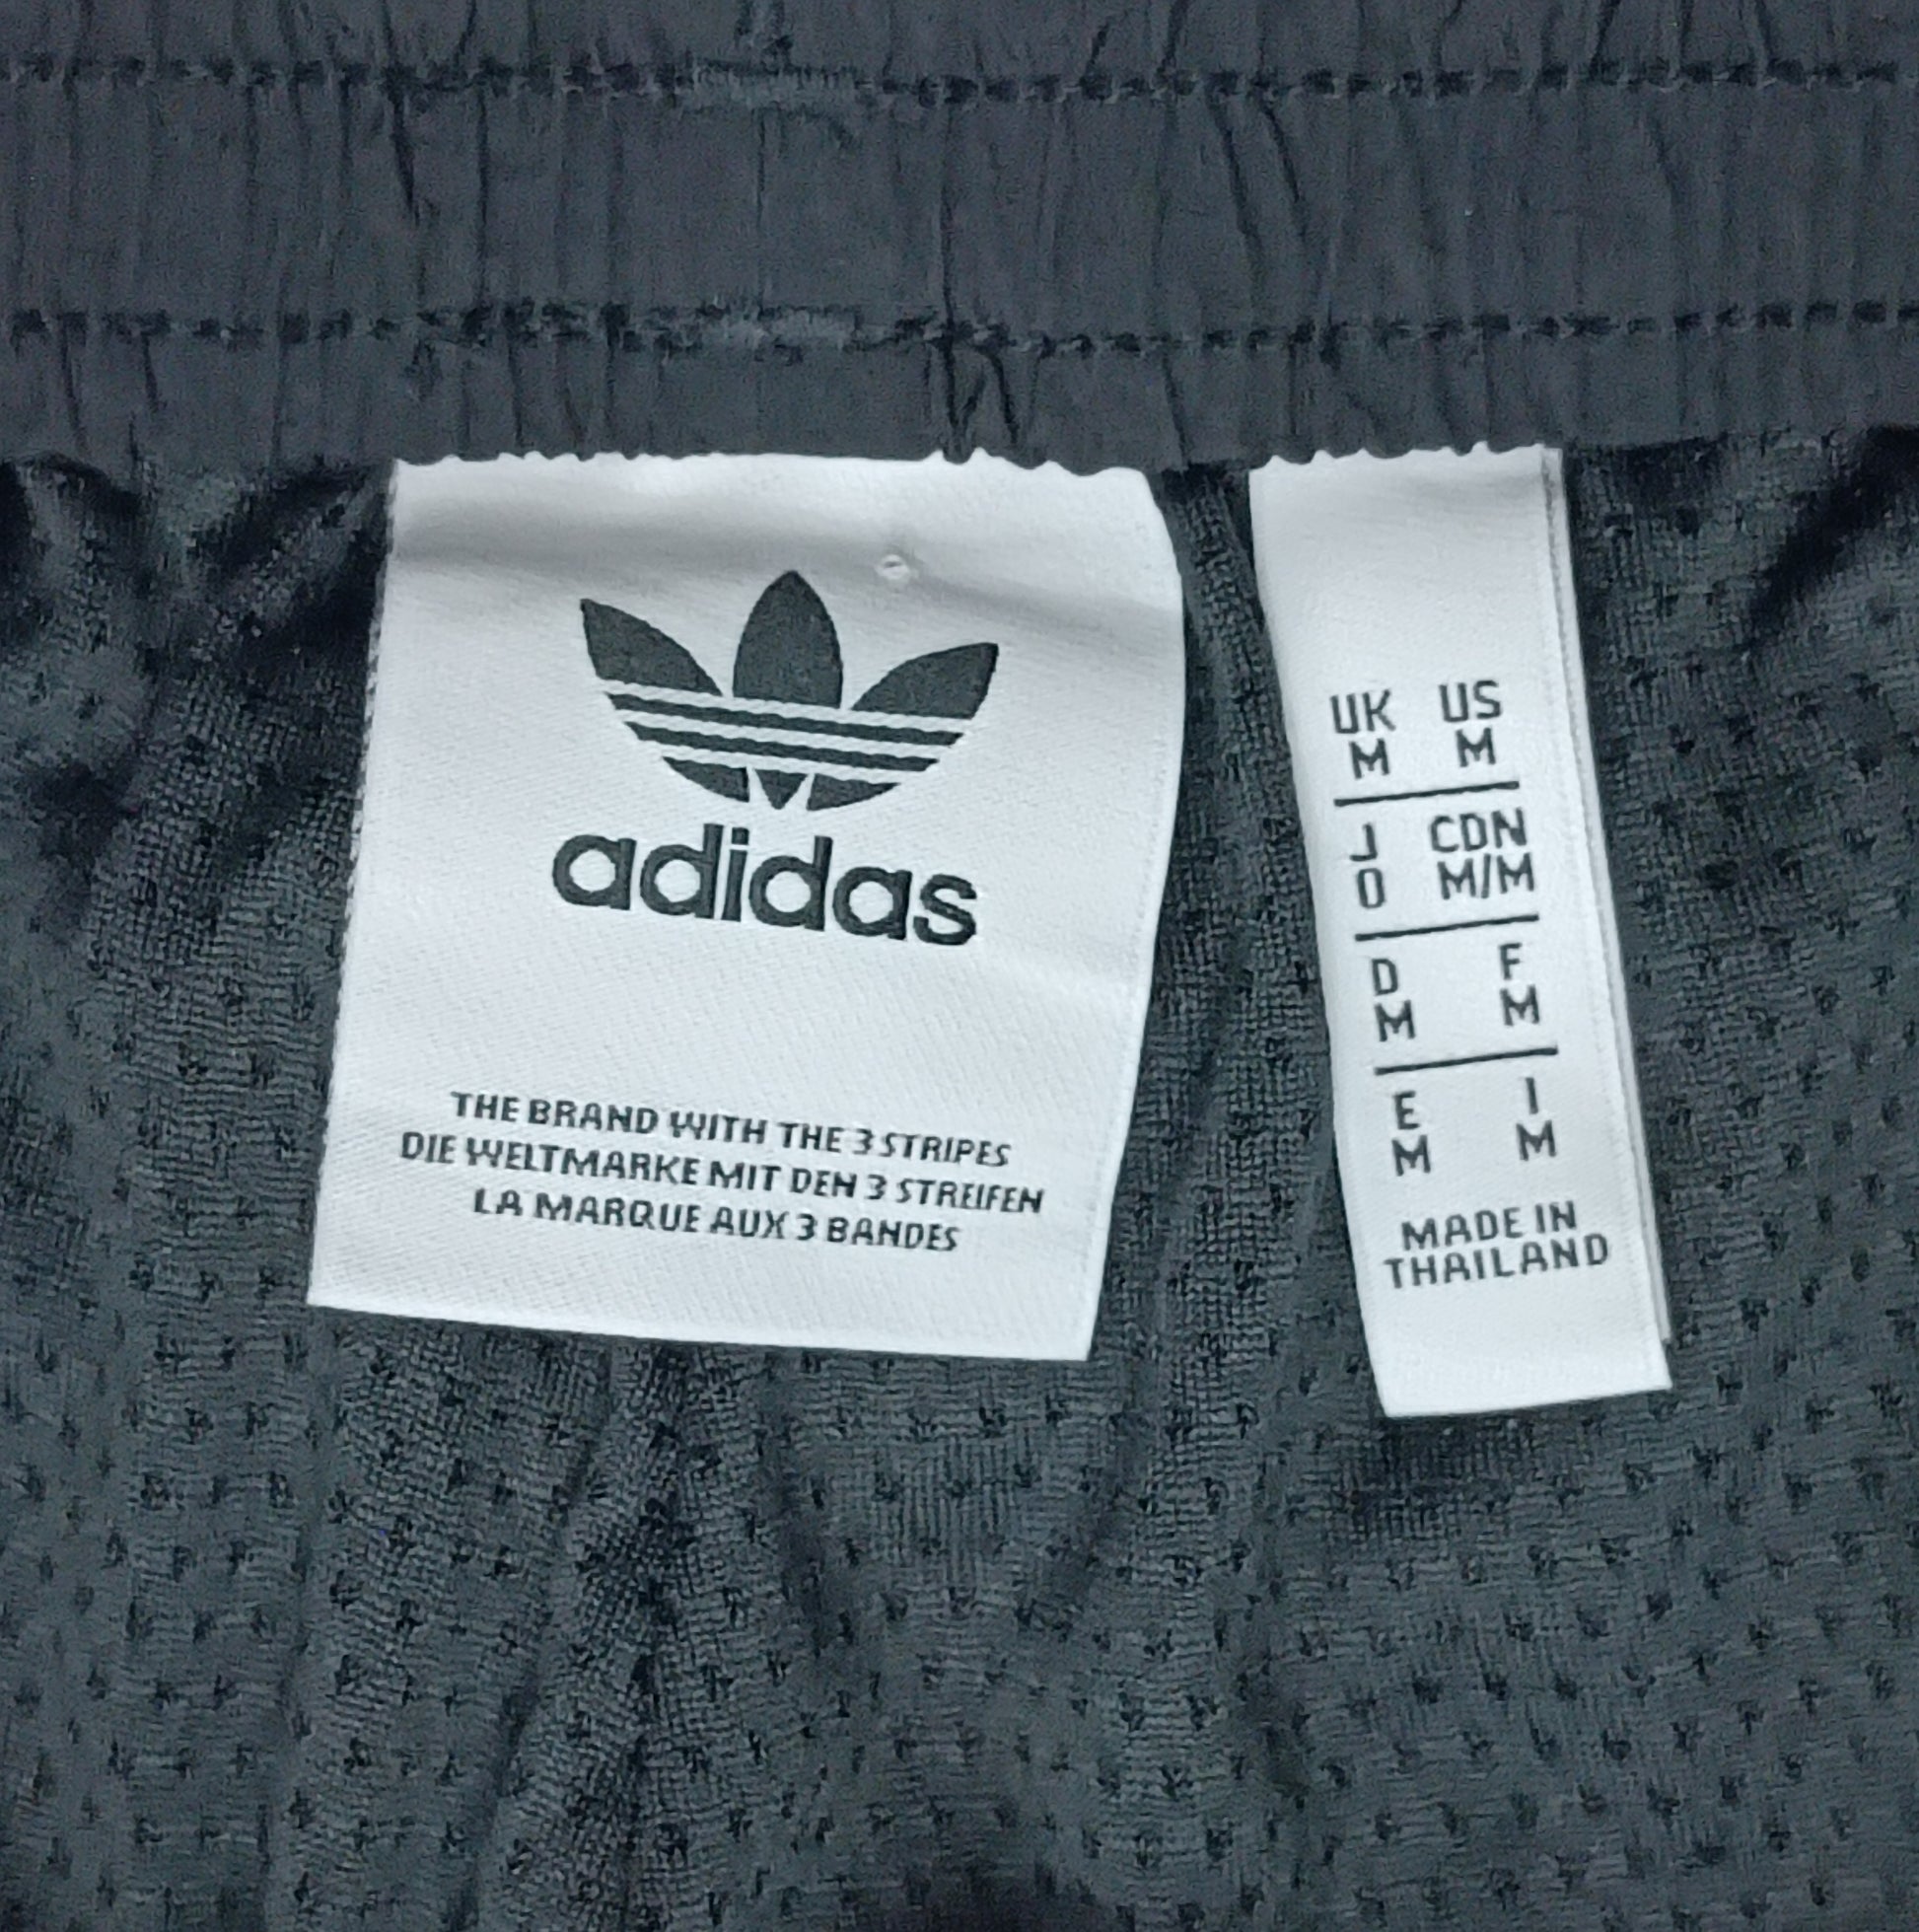 adidas
THE BRAND WITH THE 3 STRIPES
DIE WELTMARKE MIT DEN 3 STREIFEN
LA MARQUE AUX 3 BANDES
UK US
M M
J CDN
O M/M
D F
M M
E I
M M
MADE IN
THAILAND